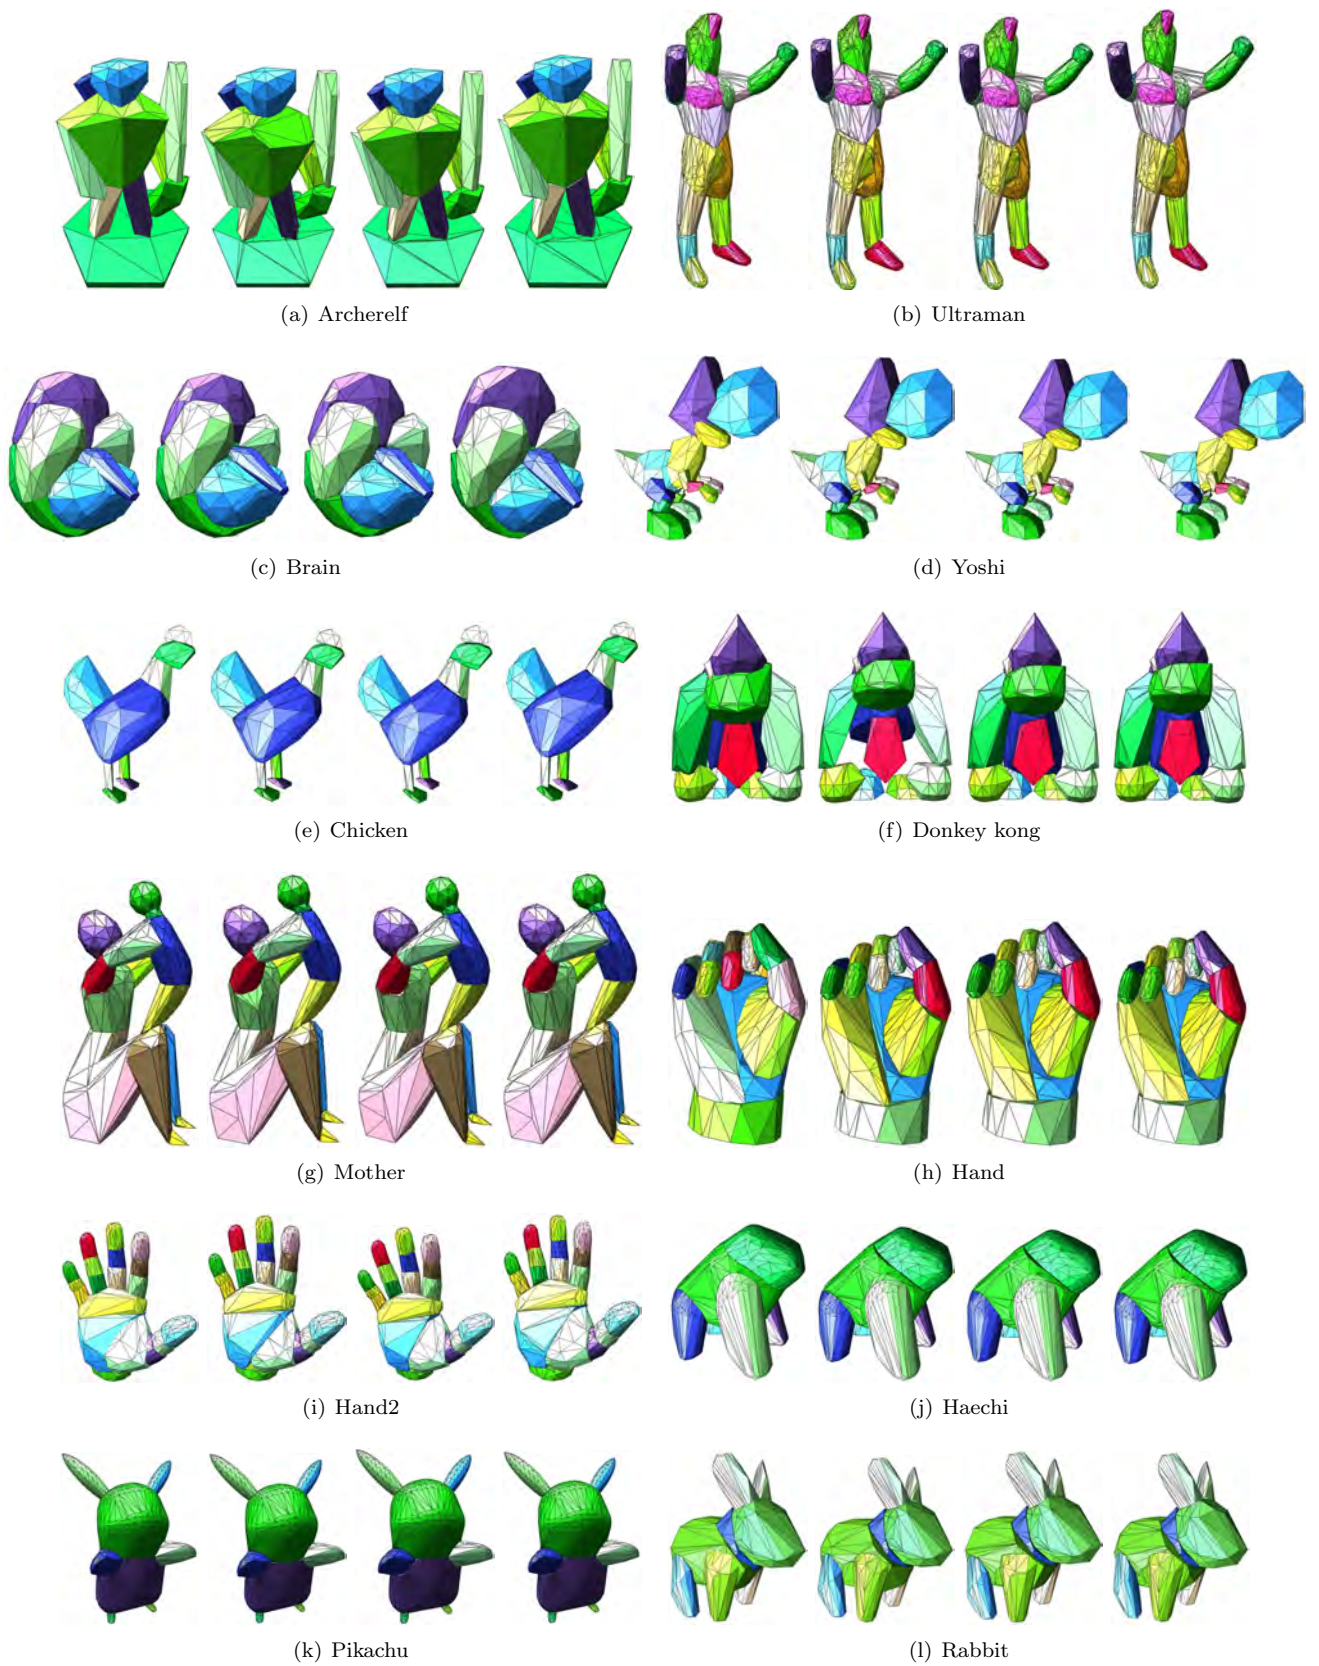 (a) Archerelf
(b) Ultraman
(c) Brain
(d) Yoshi
(e) Chicken
(f) Donkey kong
(g) Mother
(h) Hand
(i) Hand2
(j) Haechi
(k) Pikachu
(l) Rabbit